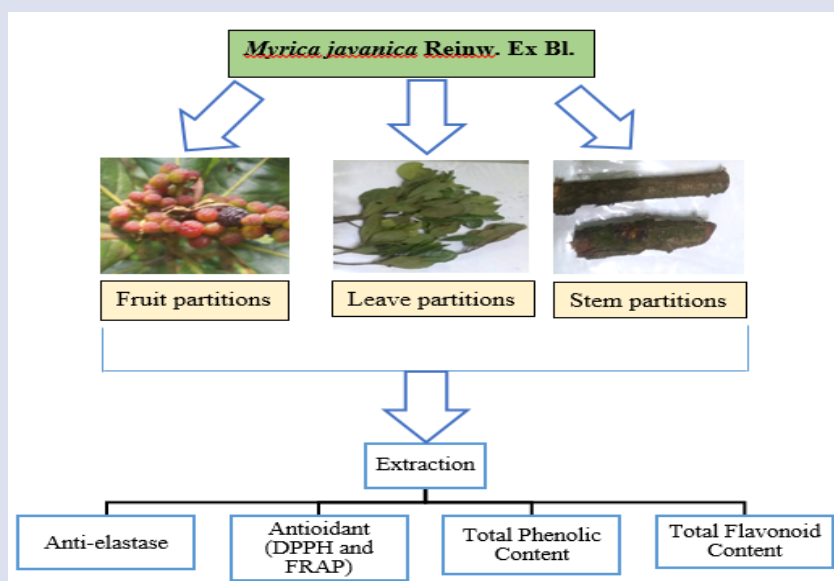 Myrica javanica Reinw. Ex Bl.
Fruit partitions
Leave partitions
Stem partitions
Extraction
Anti-elastase
Antioidant
(DPPH and
FRAP)
Total Phenolic
Content
Total Flavonoid
Content